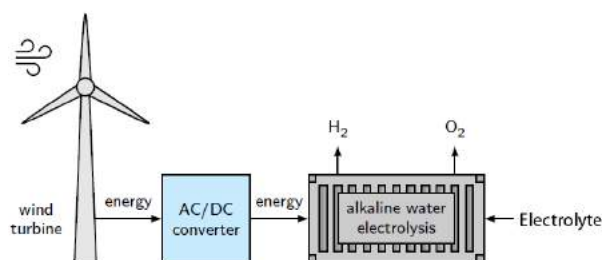 H₂
O₂
wind
turbine
energy
AC/DC
converter
energy
alkaline water
electrolysis
Electrolyte